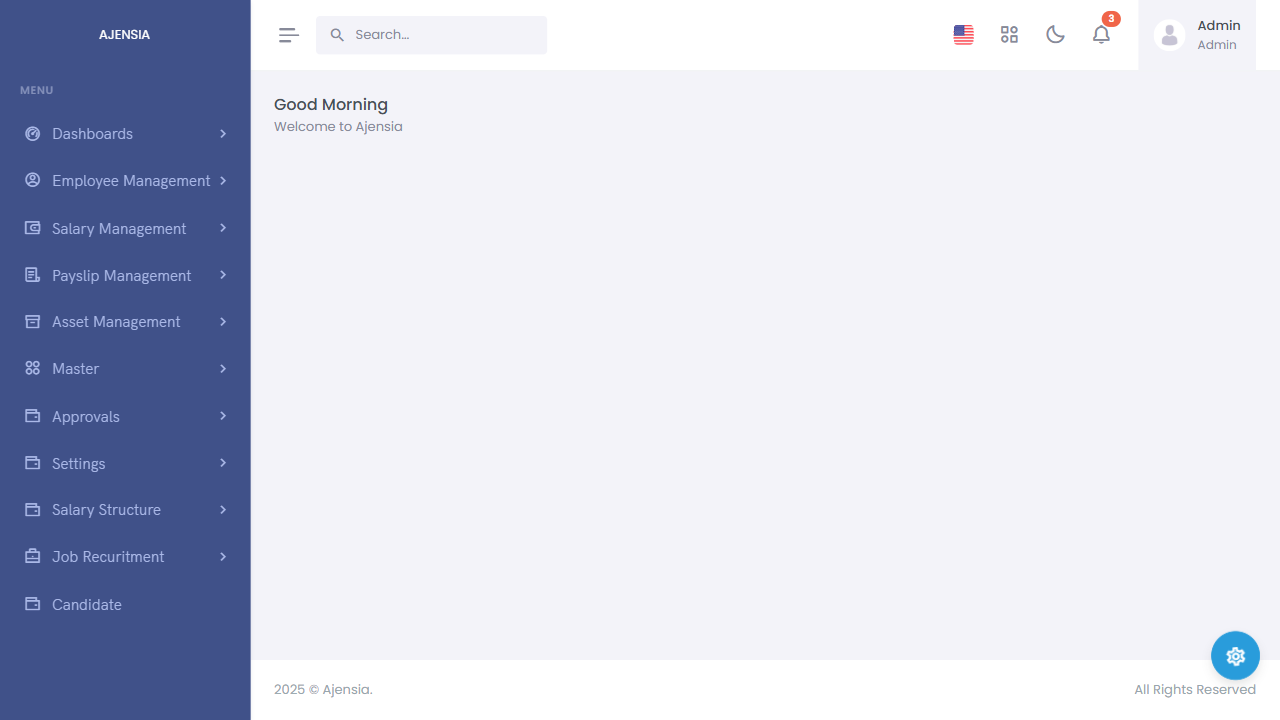 AJENSIA
MENU
Dashboards
Employee Management
Salary Management
Payslip Management
Asset Management
Master
Approvals
Settings
Salary Structure
Job Recuritment
Candidate
Search...
3
Admin
Admin
Good Morning
Welcome to Ajensia
2025 © Ajensia.
All Rights Reserved